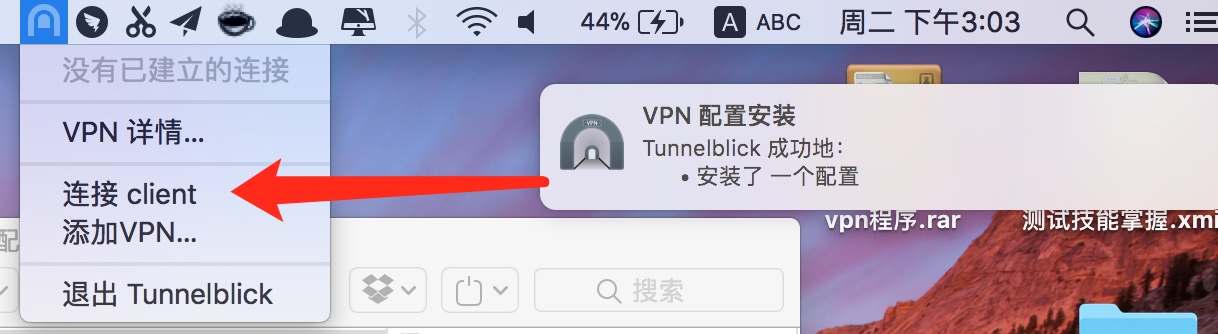 44% A ABC 周二 下午3:03
没有已建立的连接
VPN 详情...
连接 client
添加VPN...
退出 Tunnelblick
VPN
VPN 配置安装
Tunnelblick 成功地：
• 安装了 一个配置
vpn程序.rar
测试技能掌握.xmi
配
搜索